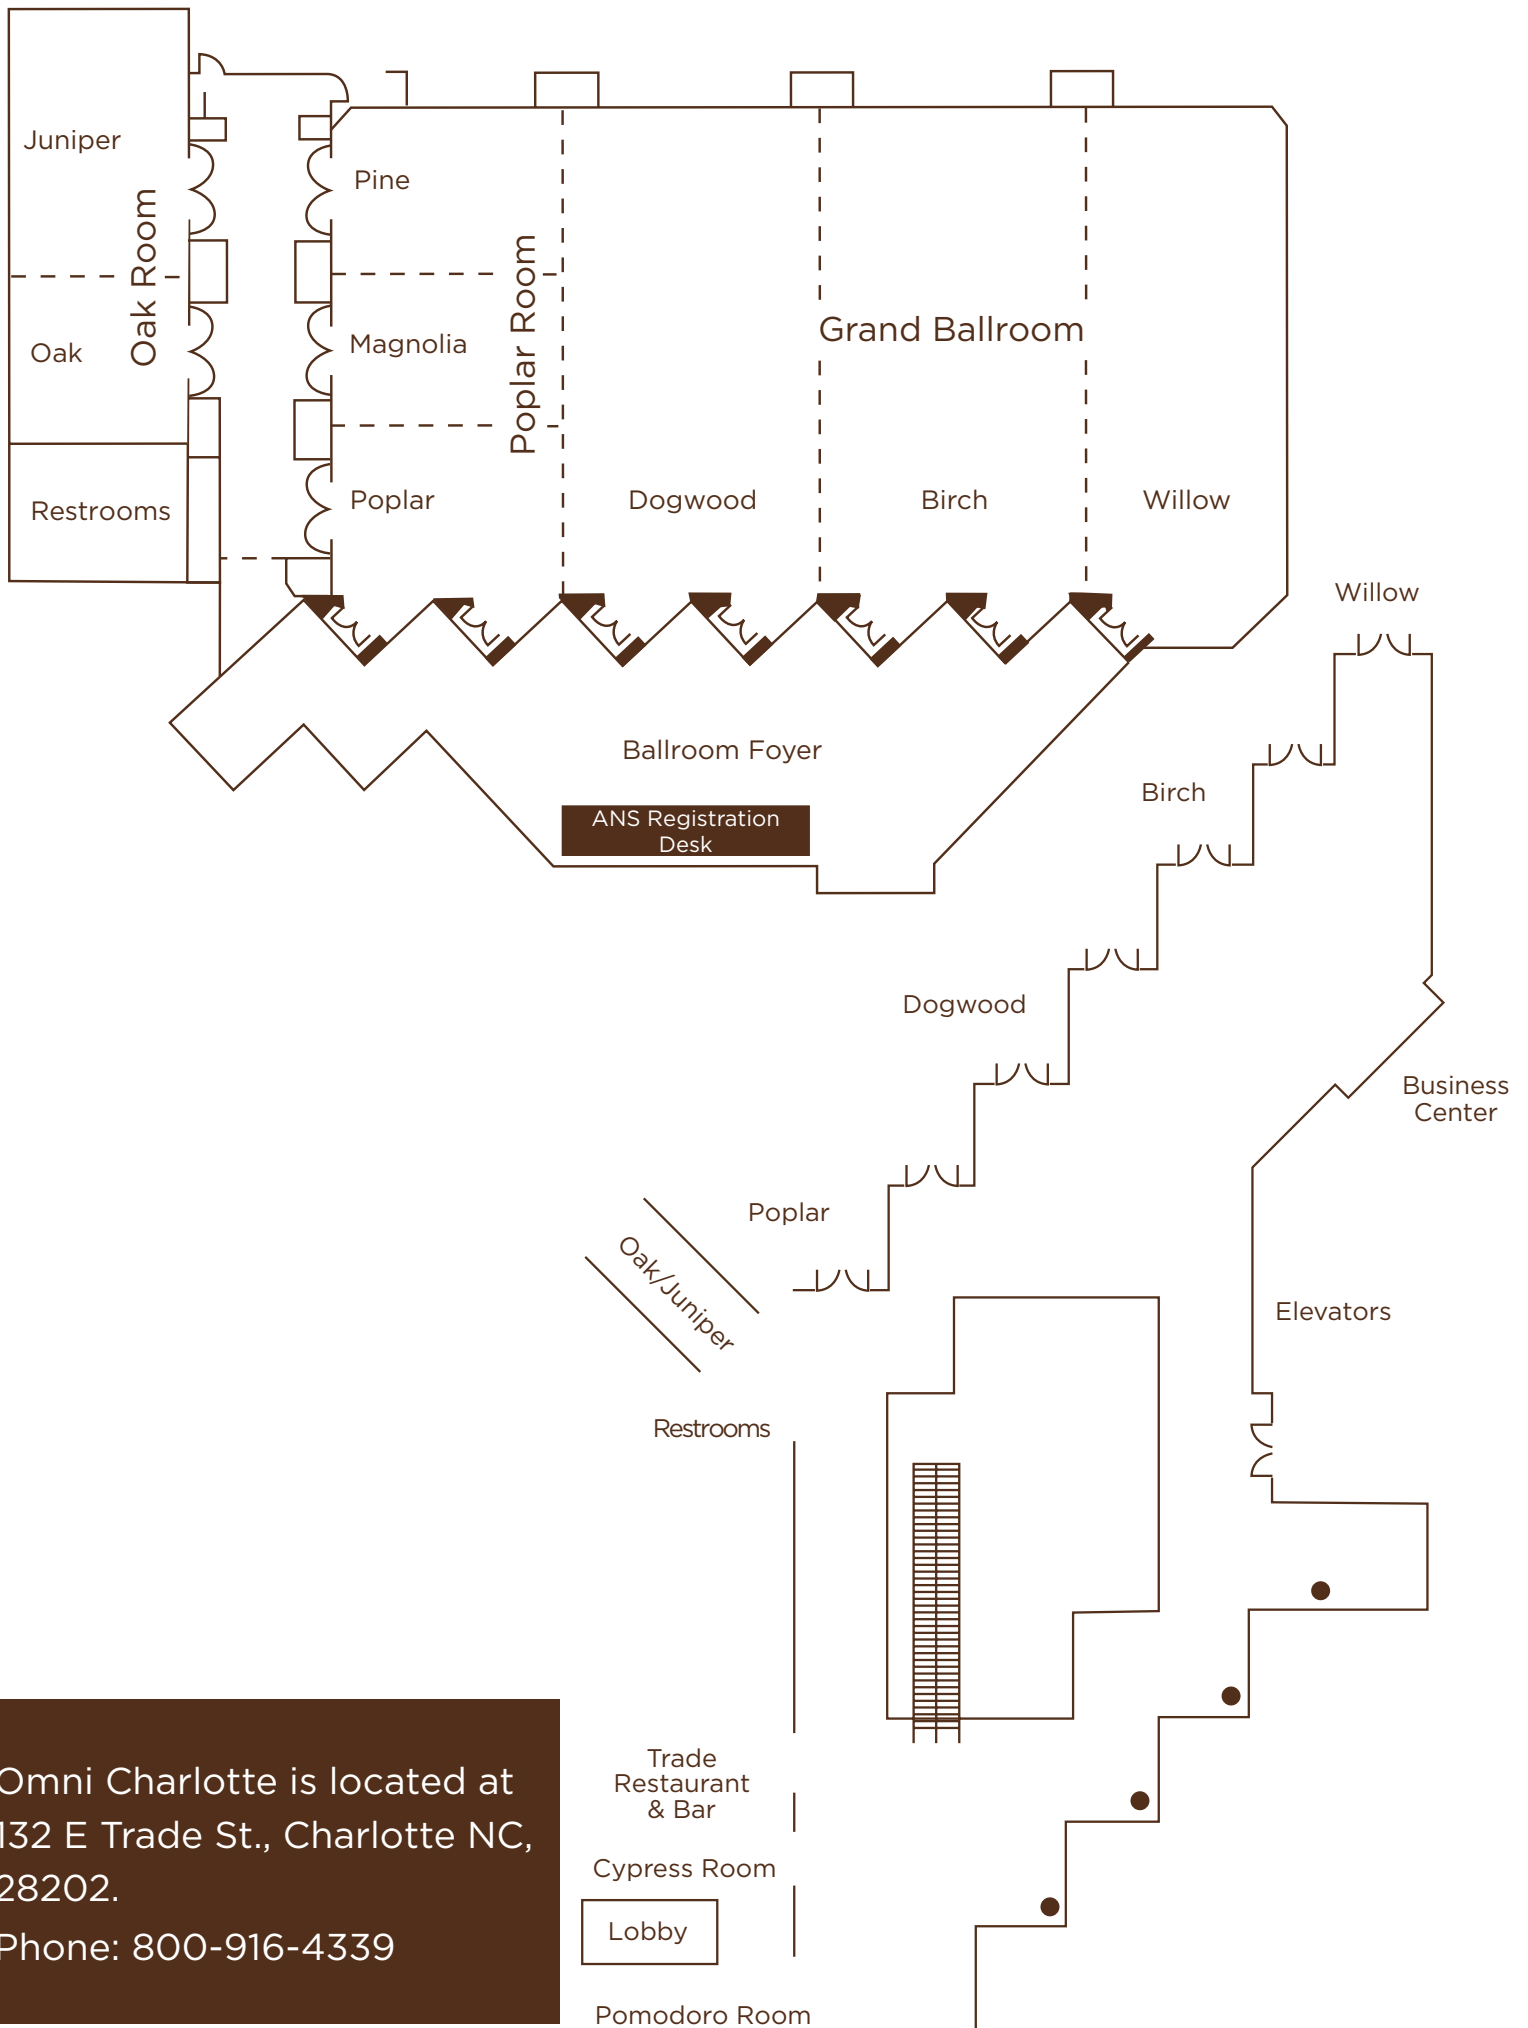 Juniper
Oak Room
Oak
Restrooms
Pine
Magnolia
Poplar Room
Poplar
Grand Ballroom
Dogwood
Birch
Willow
Ballroom Foyer
ANS Registration
Desk
Willow
Birch
Dogwood
Business
Center
Poplar
Oak/Juniper
Elevators
Restrooms
Trade
Restaurant
& Bar
Cypress Room
Lobby
Pomodoro Room
Omni Charlotte is located at
132 E Trade St., Charlotte NC,
28202.
Phone: 800-916-4339